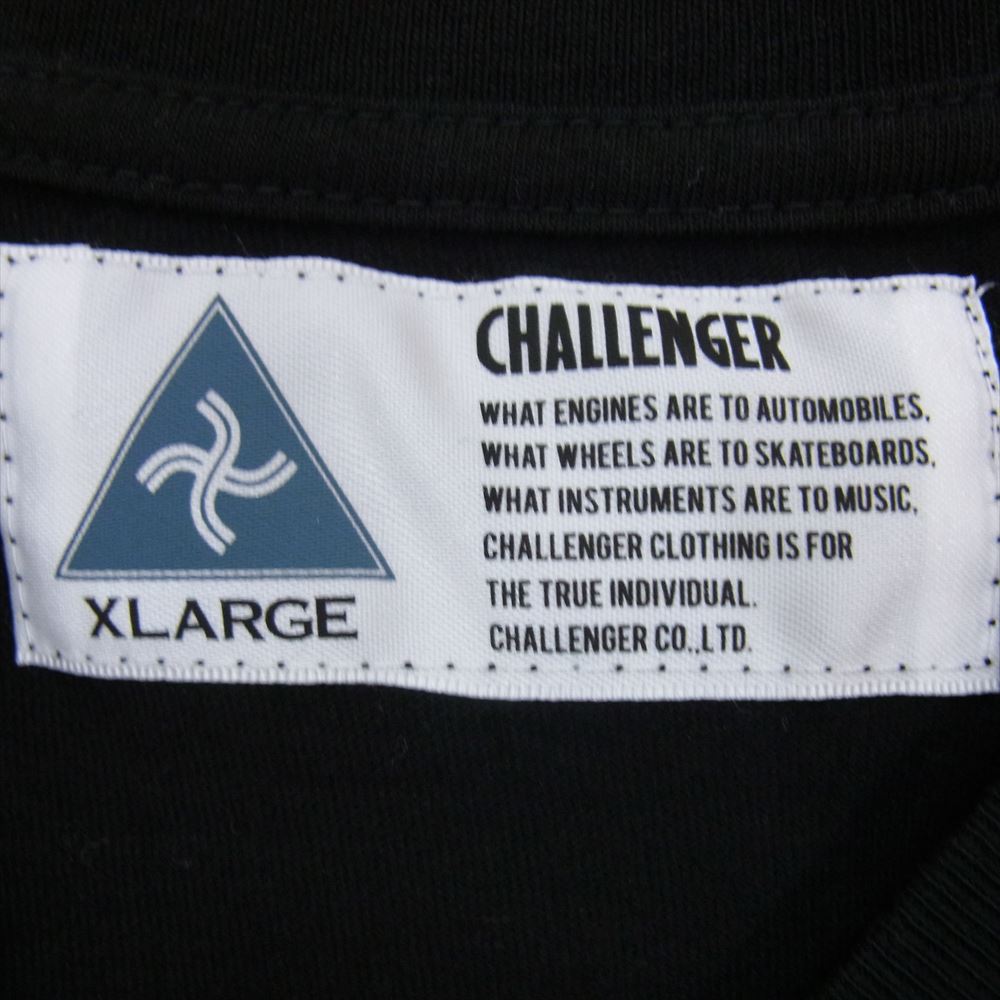 XLARGE
CHALLENGER
WHAT ENGINES ARE TO AUTOMOBILES.
WHAT WHEELS ARE TO SKATEBOARDS.
WHAT INSTRUMENTS ARE TO MUSIC.
CHALLENGER CLOTHING IS FOR
THE TRUE INDIVIDUAL.
CHALLENGER CO.,LTD.